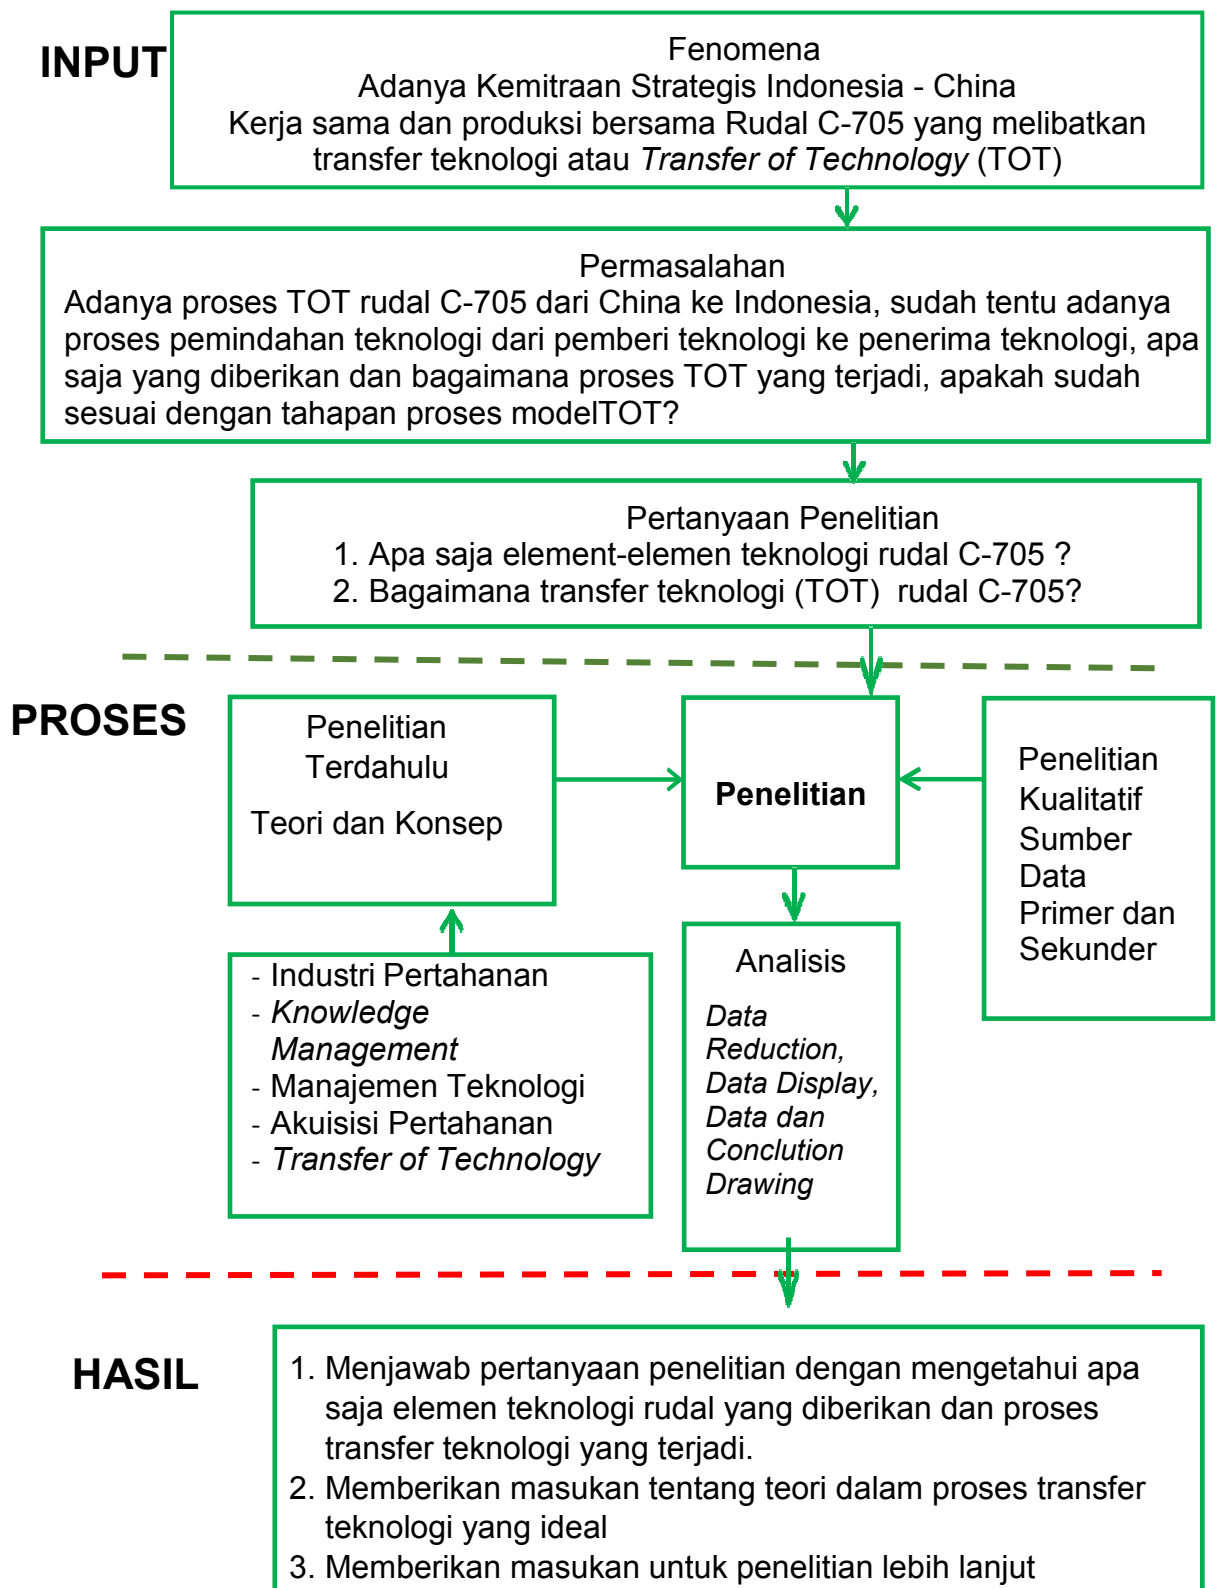 INPUT
Fenomena
Adanya Kemitraan Strategis Indonesia - China
Kerja sama dan produksi bersama Rudal C-705 yang melibatkan
transfer teknologi atau Transfer of Technology (TOT)
Permasalahan
Adanya proses TOT rudal C-705 dari China ke Indonesia, sudah tentu adanya
proses pemindahan teknologi dari pemberi teknologi ke penerima teknologi, apa
saja yang diberikan dan bagaimana proses TOT yang terjadi, apakah sudah
sesuai dengan tahapan proses modelTOT?
Pertanyaan Penelitian
1. Apa saja element-elemen teknologi rudal C-705 ?
2. Bagaimana transfer teknologi (TOT) rudal C-705?
PROSES
Penelitian
Terdahulu
Teori dan Konsep
- Industri Pertahanan
- Knowledge
Management
- Manajemen Teknologi
- Akuisisi Pertahanan
- Transfer of Technology
Penelitian
Analisis
Data
Reduction,
Data Display,
Data dan
Conclution
Drawing
Penelitian
Kualitatif
Sumber
Data
Primer dan
Sekunder
HASIL
1. Menjawab pertanyaan penelitian dengan mengetahui apa
saja elemen teknologi rudal yang diberikan dan proses
transfer teknologi yang terjadi.
2. Memberikan masukan tentang teori dalam proses transfer
teknologi yang ideal
3. Memberikan masukan untuk penelitian lebih lanjut